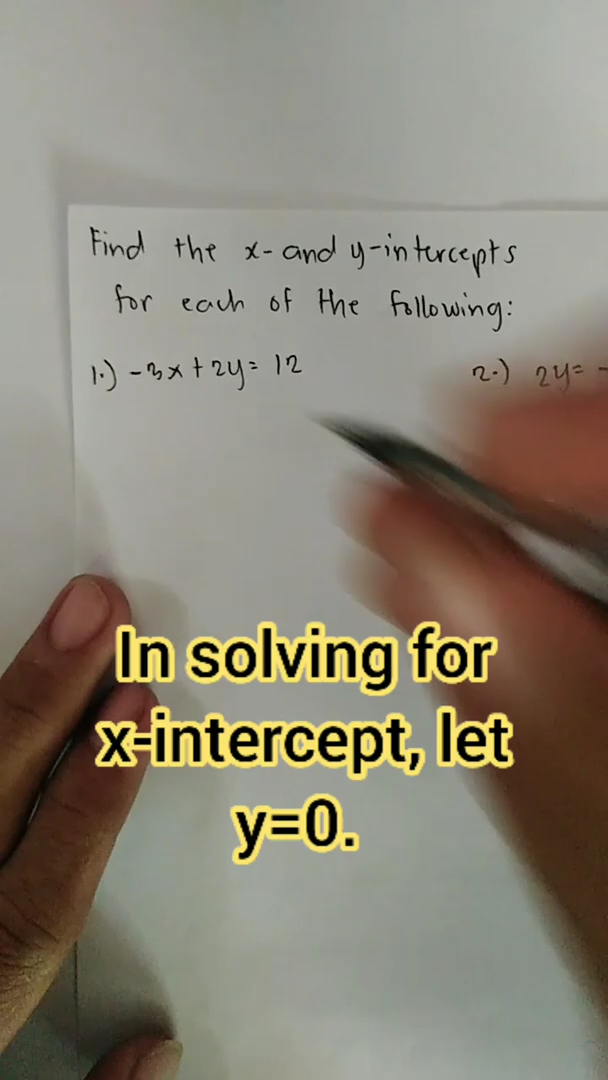 Find the x- and y-intercepts
for each of the following:
1.) -3x + 2y = 12
2.) 2y = -
In solving for
x-intercept, let
y=0.